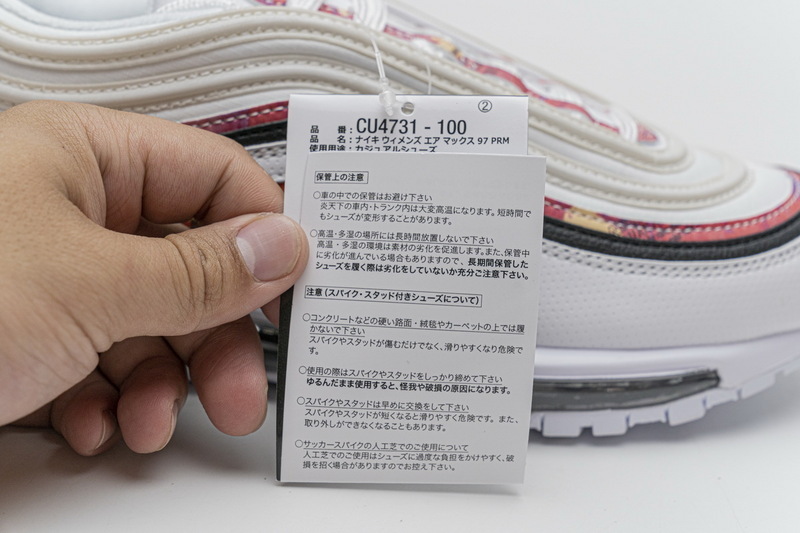 ②
品　番：CU4731 - 100
品　名：ナイキ ウィメンズ エア マックス 97 PRM
使用用途：カジュアルシューズ
保管上の注意
○車の中での保管はお避け下さい
炎天下の車内・トランク内は大変高温になります。短時間で
もシューズが変形することがあります。
○高温・多湿の場所には長時間放置しないで下さい
高温・多湿の環境は素材の劣化を促進します。また、保管中
に劣化が進んでいる場合もありますので、長期間保管した
シューズを履く際は劣化をしていないか充分ご注意下さい。
注意（スパイク・スタッド付きシューズについて）
○コンクリートなどの硬い路面・絨毯やカーペットの上では履
かないで下さい
スパイクやスタッドが傷むだけでなく、滑りやすくなり危険で
す。
○使用の際はスパイクやスタッドをしっかり締めて下さい
ゆるんだまま使用すると、怪我や破損の原因になります。
○スパイクやスタッドは早めに交換をして下さい
スパイクやスタッドが短くなると滑りやすく危険です。また、
取り外しができなくなることもあります。
○サッカースパイクの人工芝でのご使用について
人工芝でのご使用はシューズに過度な負担をかけやすく、破
損を招く場合がありますのでお控え下さい。